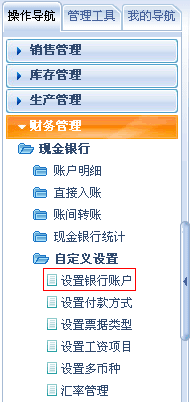 操作导航 管理工具 我的导航
销售管理
库存管理
生产管理
财务管理
现金银行
账户明细
直接入账
账间转账
现金银行统计
自定义设置
设置银行账户
设置付款方式
设置票据类型
设置工资项目
设置多币种
汇率管理